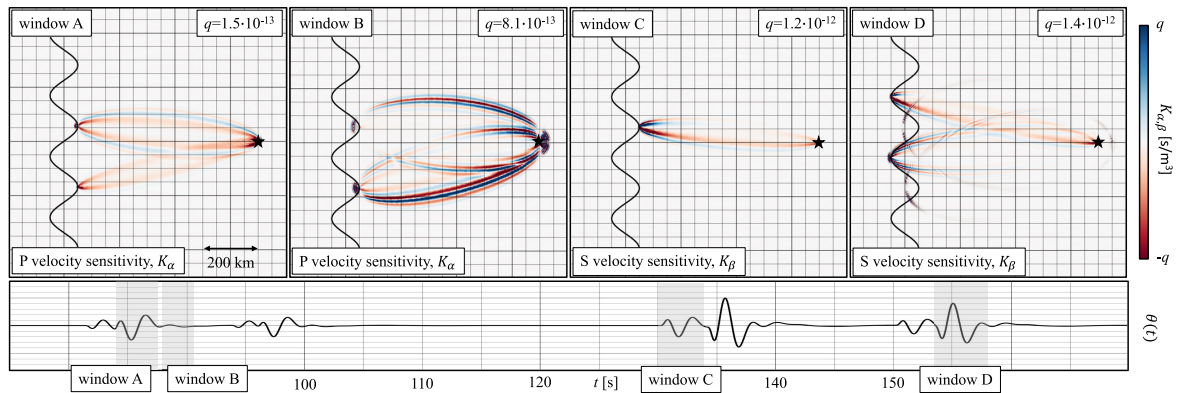 window A
q=1.5·10⁻¹³
window B
q=8.1·10⁻¹³
window C
q=1.2·10⁻¹²
window D
q=1.4·10⁻¹²
q
K_{α,β} [s/m³]
-q
P velocity sensitivity, K_α
200 km
P velocity sensitivity, K_α
S velocity sensitivity, K_β
S velocity sensitivity, K_β
θ(t)
window A
window B
100
110
120
t [s]
window C
140
150
window D